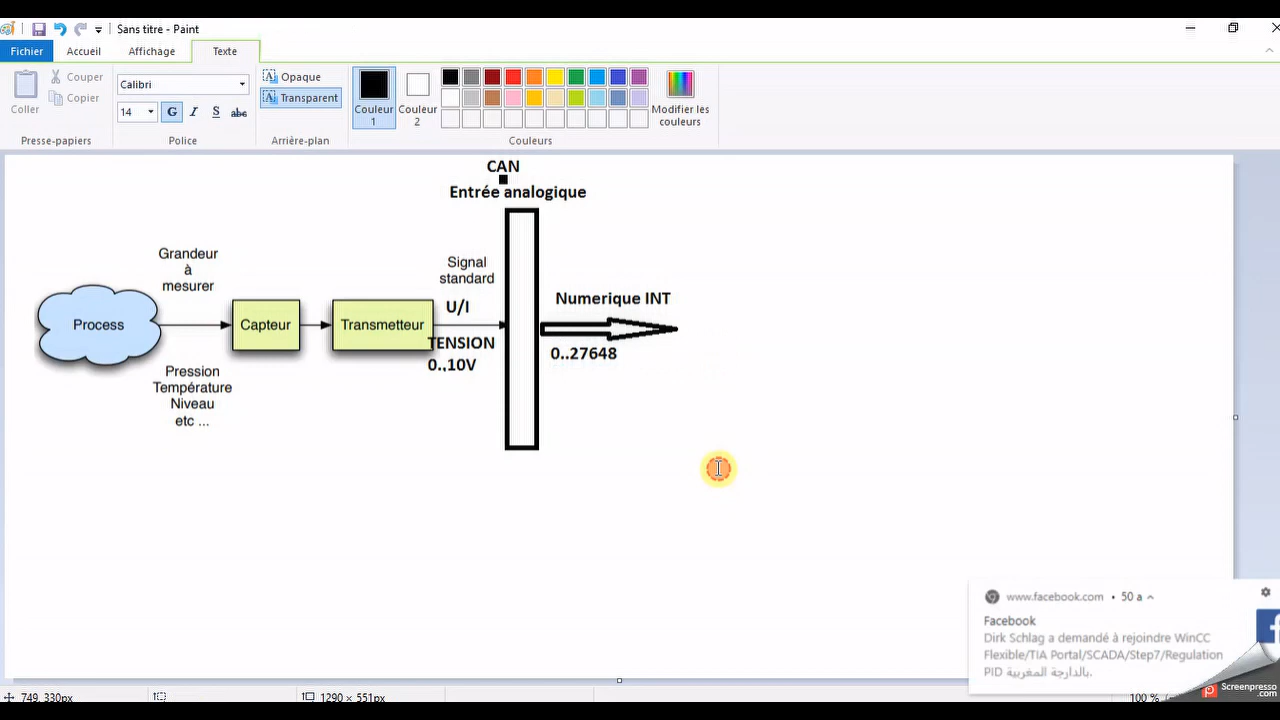 Sans titre - Paint
Fichier
Accueil
Affichage
Texte
Coller
Couper
Copier
Presse-papiers
Calibri
14
G I S abc
Police
Opaque
Transparent
Arrière-plan
Couleur
1
Couleur
2
Modifier les
couleurs
Couleurs
CAN
Entrée analogique
Grandeur
à
mesurer
Process
Capteur
Transmetteur
Pression
Température
Niveau
etc ...
Signal
standard
U/I
TENSION
0.,10V
Numerique INT
0..27648
www.facebook.com • 50 a
Facebook
Dirk Schlag a demandé à rejoindre WinCC
Flexible/TIA Portal/SCADA/Step7/Regulation
PID بالدارجة المغربية.
749, 330px
1290 × 551px
100 %
Screenpresso
.com